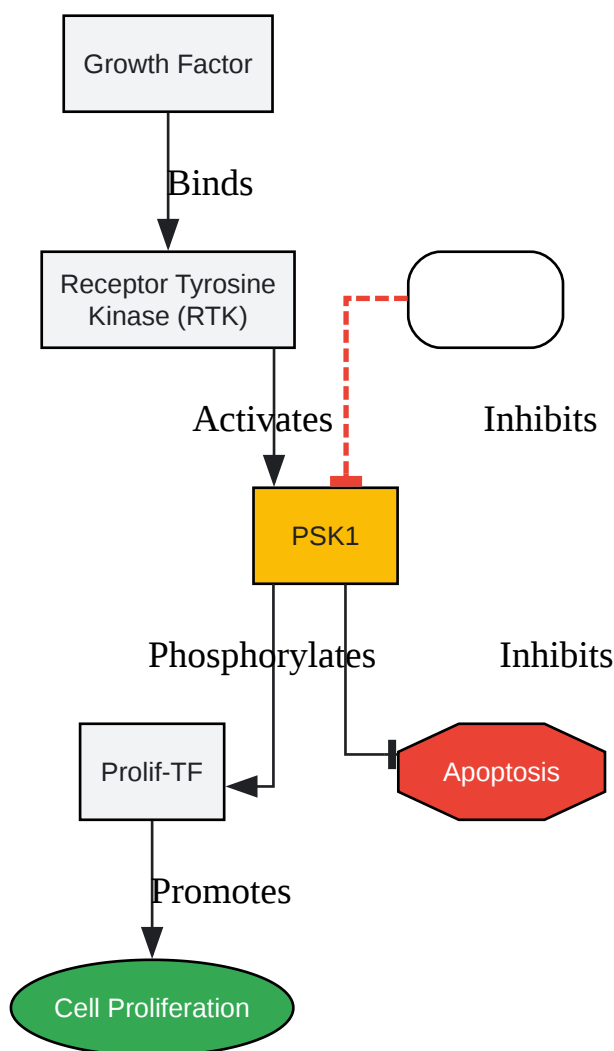 Growth Factor
Binds
Receptor Tyrosine
Kinase (RTK)
Activates
Inhibits
PSK1
Phosphorylates
Inhibits
Prolif-TF
Apoptosis
Promotes
Cell Proliferation